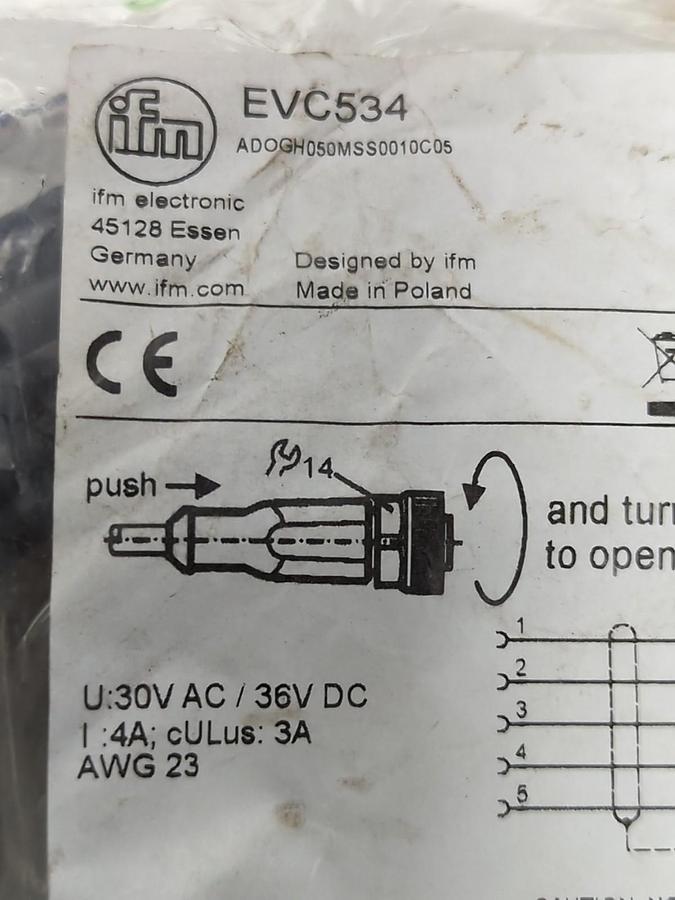 ifm
EVC534
ADOGH050MSS0010C05
ifm electronic
45128 Essen
Germany
www.ifm.com
Designed by ifm
Made in Poland
CE
14
push
and turn
to open
1
2
3
4
5
U:30V AC / 36V DC
I :4A; cULus: 3A
AWG 23